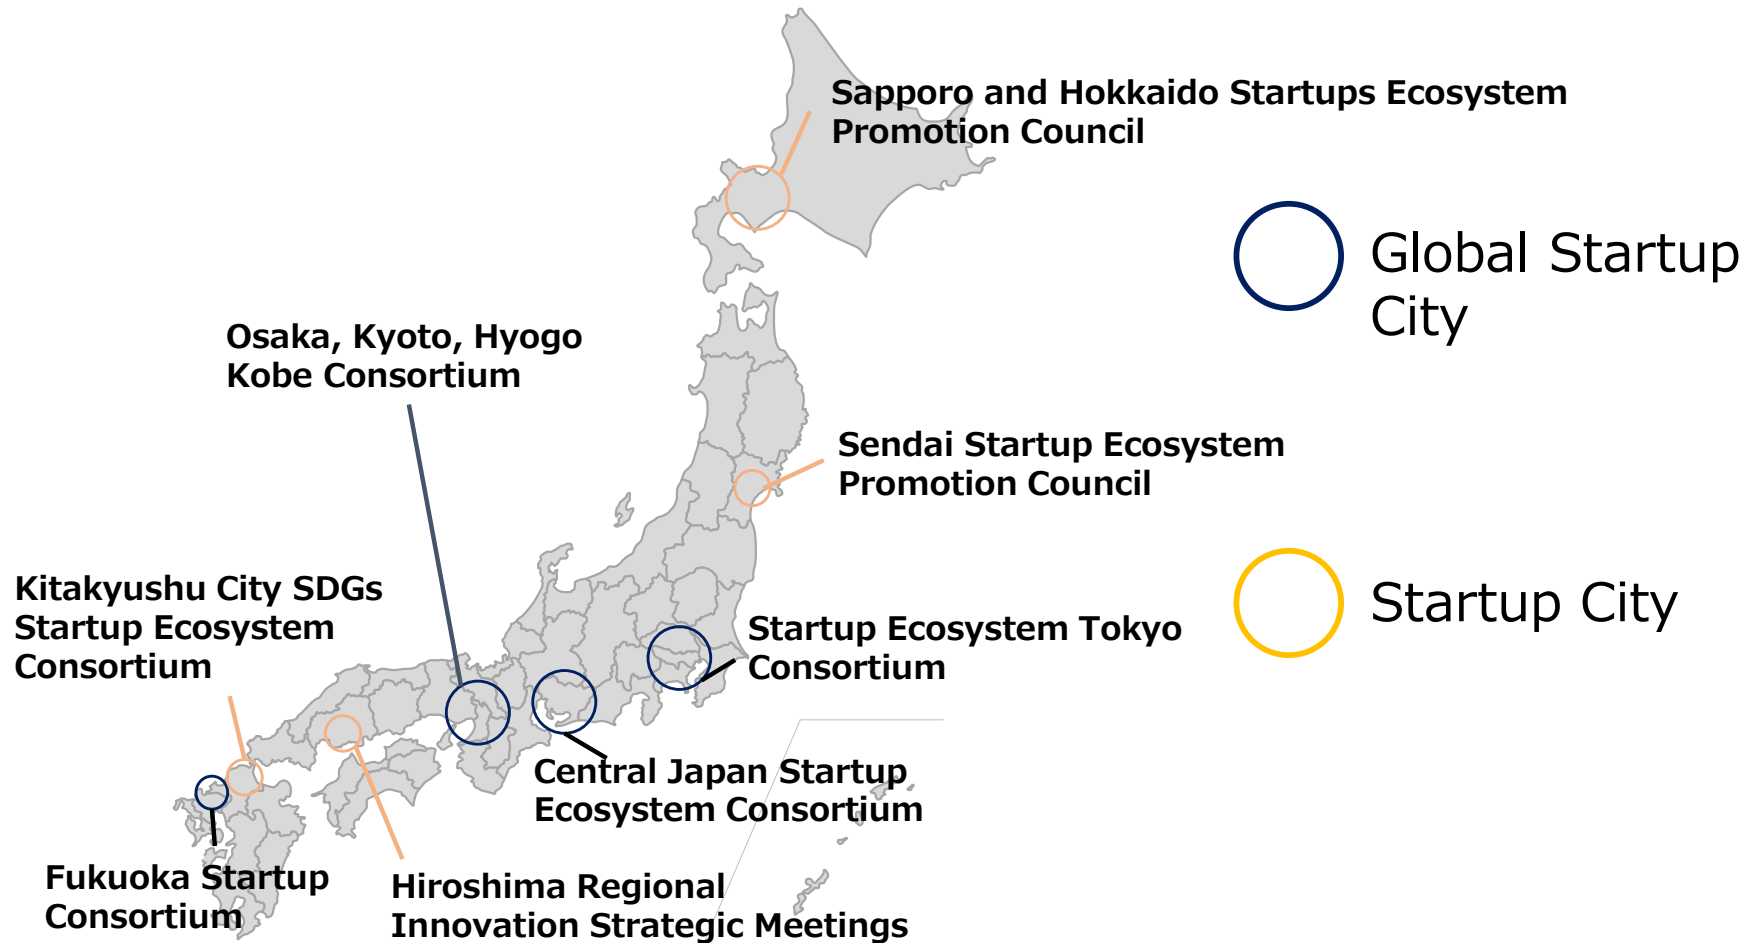 Sapporo and Hokkaido Startups Ecosystem
Promotion Council
Global Startup
City
Osaka, Kyoto, Hyogo
Kobe Consortium
Sendai Startup Ecosystem
Promotion Council
Kitakyushu City SDGs
Startup Ecosystem
Consortium
Startup City
Startup Ecosystem Tokyo
Consortium
Central Japan Startup
Ecosystem Consortium
Fukuoka Startup
Consortium
Hiroshima Regional
Innovation Strategic Meetings